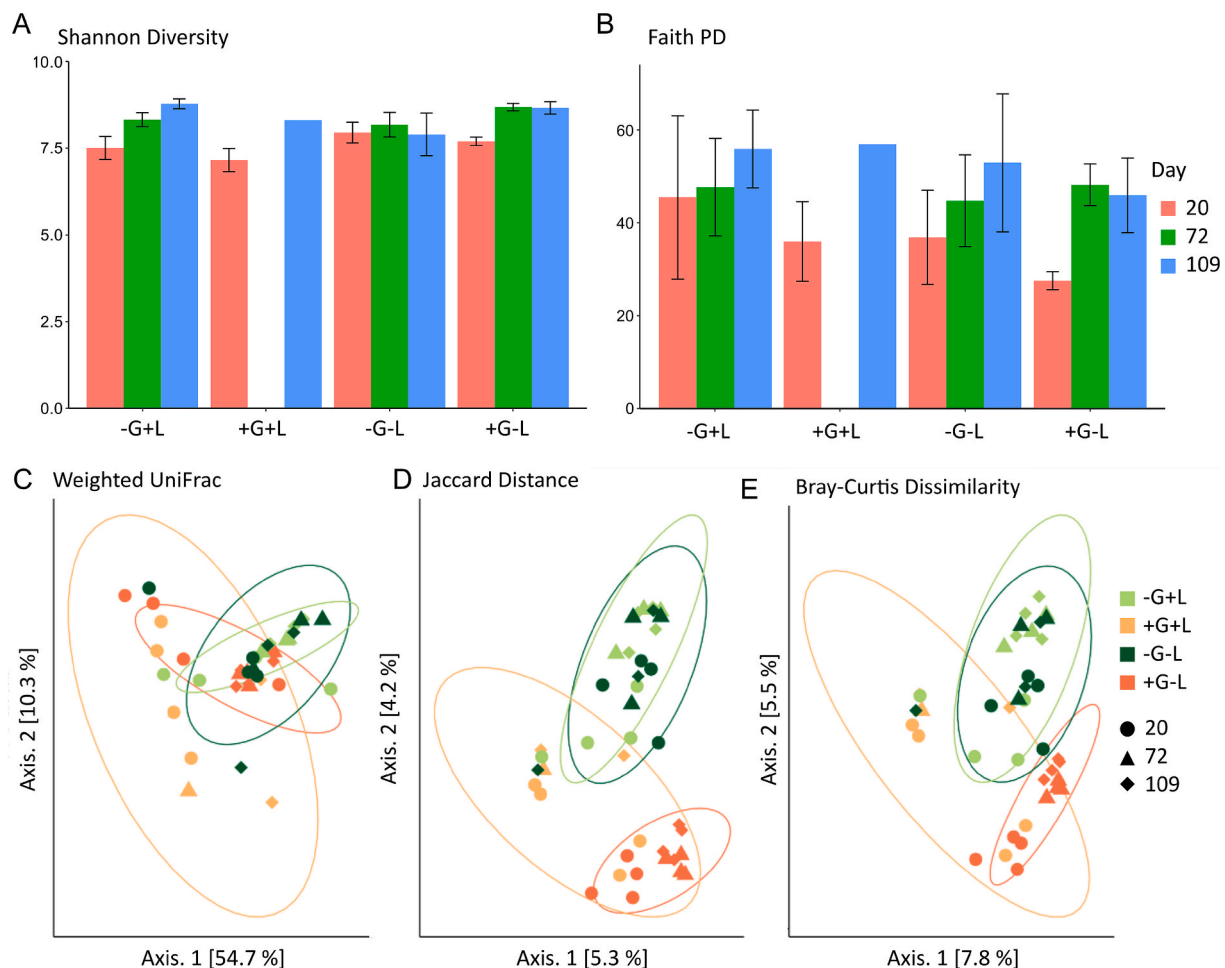 A
Shannon Diversity
10.0
7.5
5.0
2.5
0.0
-G+L
+G+L
-G-L
+G-L
B
Faith PD
60
40
20
0
-G+L
+G+L
-G-L
+G-L
Day
20
72
109
C
Weighted UniFrac
Axis. 2 [10.3 %]
Axis. 1 [54.7 %]
D
Jaccard Distance
Axis. 2 [4.2 %]
Axis. 1 [5.3 %]
E
Bray-Curtis Dissimilarity
Axis. 2 [5.5 %]
Axis. 1 [7.8 %]
-G+L
+G+L
-G-L
+G-L
20
72
109